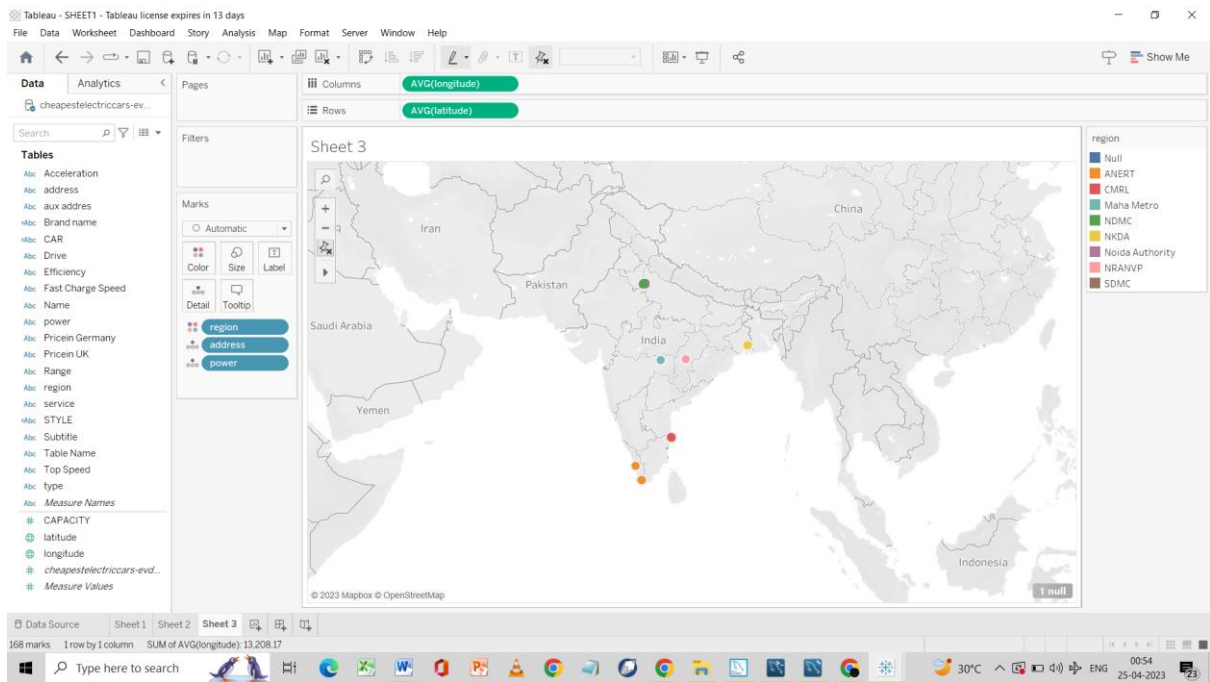 Tableau - SHEET1 - Tableau license expires in 13 days
File Data Worksheet Dashboard Story Analysis Map Format Server Window Help
Show Me
Data Analytics
cheapestelectriccars-ev...
Search
Tables
Abc Acceleration
Abc address
Abc aux addres
Abc Brand name
Abc CAR
Abc Drive
Abc Efficiency
Abc Fast Charge Speed
Abc Name
Abc power
Abc Pricein Germany
Abc Pricein UK
Abc Range
Abc region
Abc service
Abc STYLE
Abc Subtitle
Abc Table Name
Abc Top Speed
Abc type
Abc Measure Names
# CAPACITY
latitude
longitude
# cheapestelectriccars-evd...
# Measure Values
Pages
Filters
Marks
Automatic
Color Size Label
Detail Tooltip
region
address
power
Columns AVG(longitude)
Rows AVG(latitude)
Sheet 3
Iran
China
Pakistan
Saudi Arabia
India
Yemen
Indonesia
© 2023 Mapbox © OpenStreetMap
1 null
region
Null
ANERT
CMRL
Maha Metro
NDMC
NKDA
Noida Authority
NRANVP
SDMC
Data Source Sheet 1 Sheet 2 Sheet 3
168 marks 1 row by 1 column SUM of AVG(longitude): 13,208.17
Type here to search
30°C ENG 00:54
25-04-2023